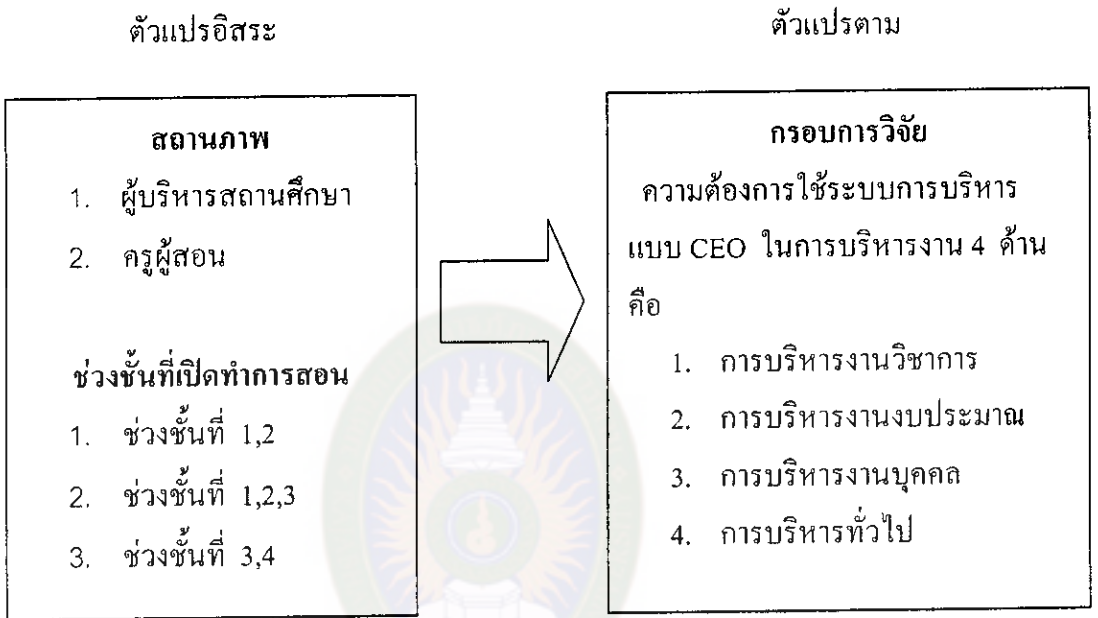 ตัวแปรอิสระ
ตัวแปรตาม
สถานภาพ
1. ผู้บริหารสถานศึกษา
2. ครูผู้สอน
ช่วงชั้นที่เปิดทำการสอน
1. ช่วงชั้นที่ 1,2
2. ช่วงชั้นที่ 1,2,3
3. ช่วงชั้นที่ 3,4
กรอบการวิจัย
ความต้องการใช้ระบบการบริหาร
แบบ CEO ในการบริหารงาน 4 ด้าน
คือ
1. การบริหารงานวิชาการ
2. การบริหารงานงบประมาณ
3. การบริหารงานบุคคล
4. การบริหารทั่วไป